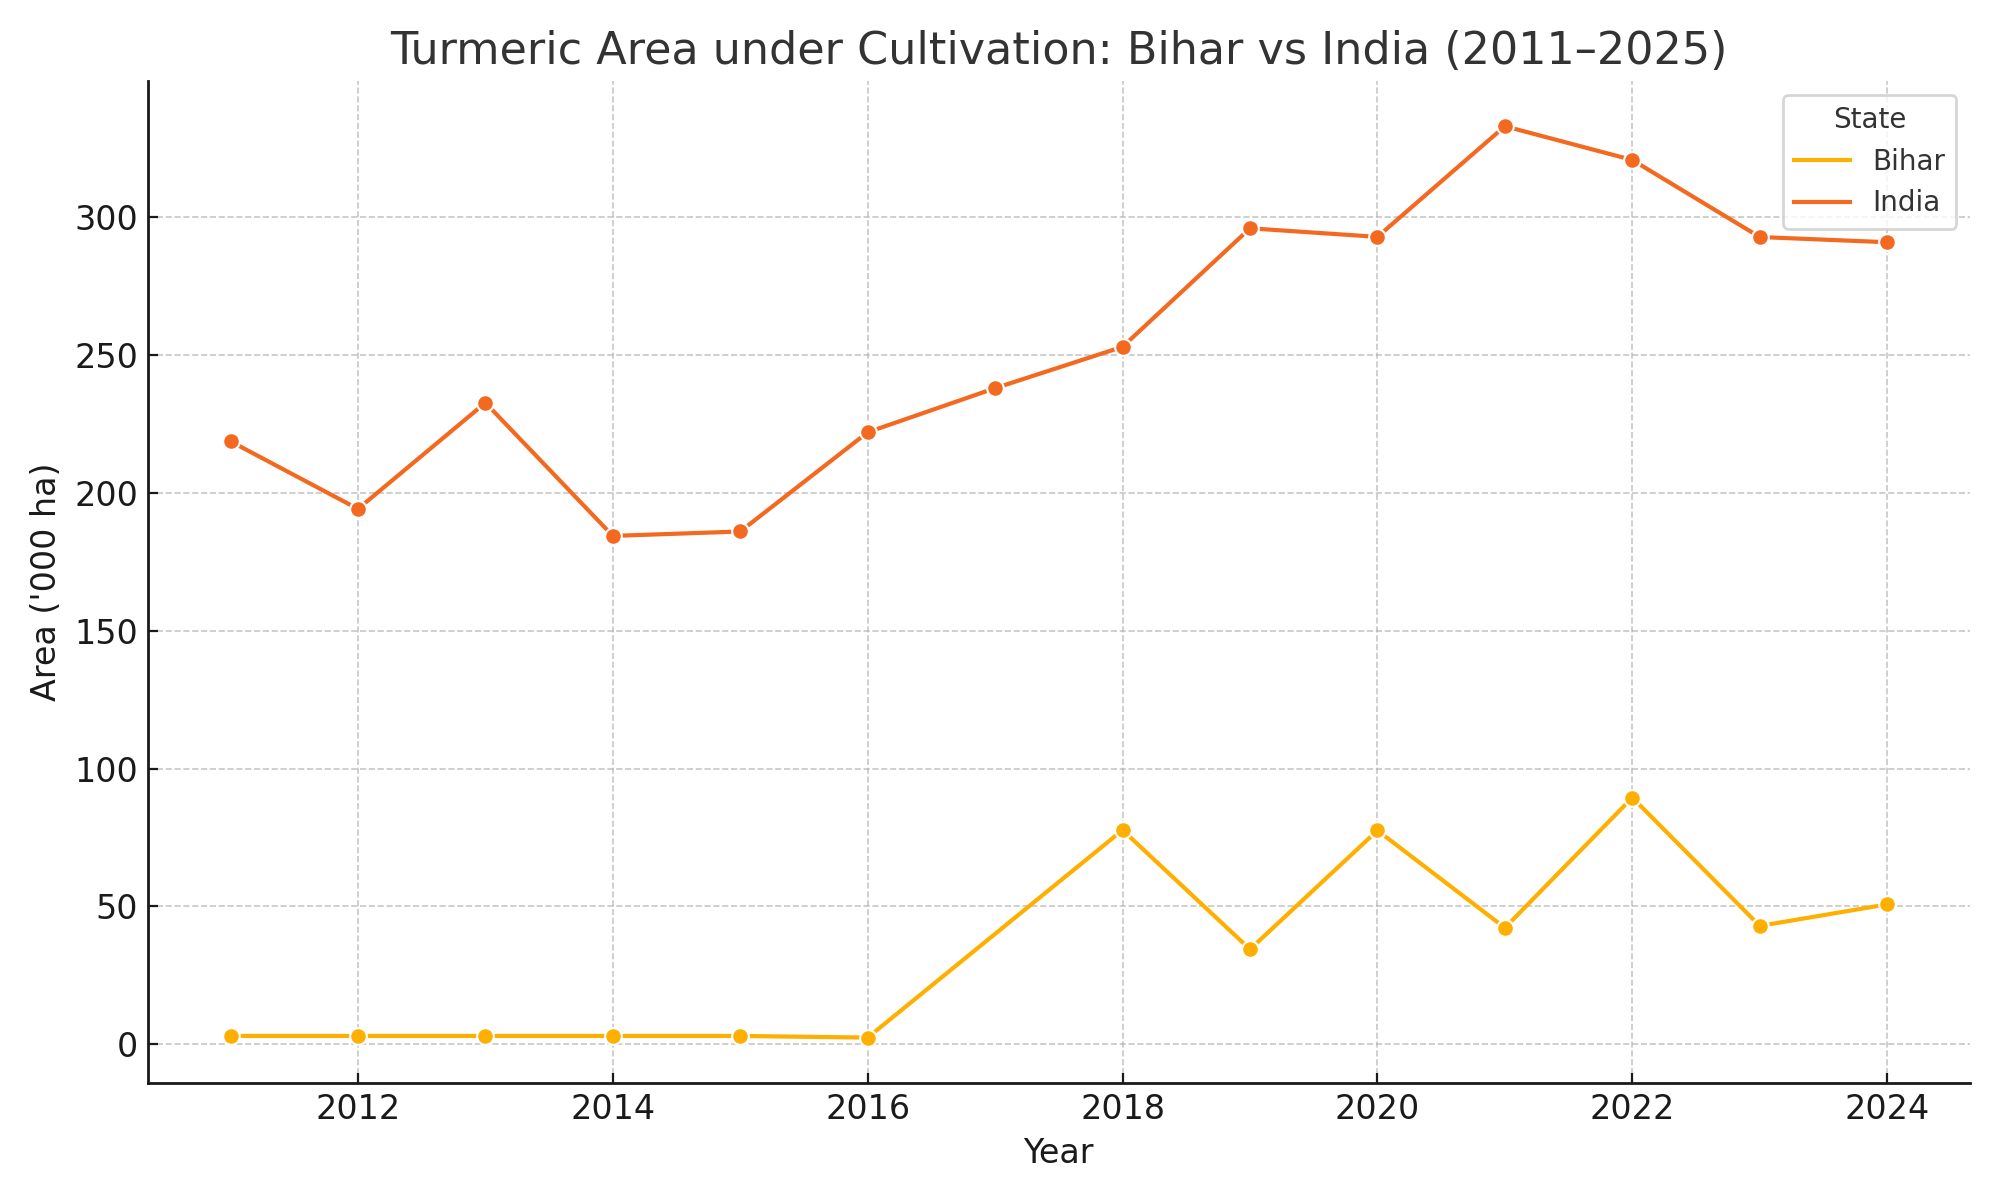 Turmeric Area under Cultivation: Bihar vs India (2011–2025)
State
Bihar
India
300
250
200
150
100
50
0
Area ('000 ha)
2012 2014 2016 2018 2020 2022 2024
Year